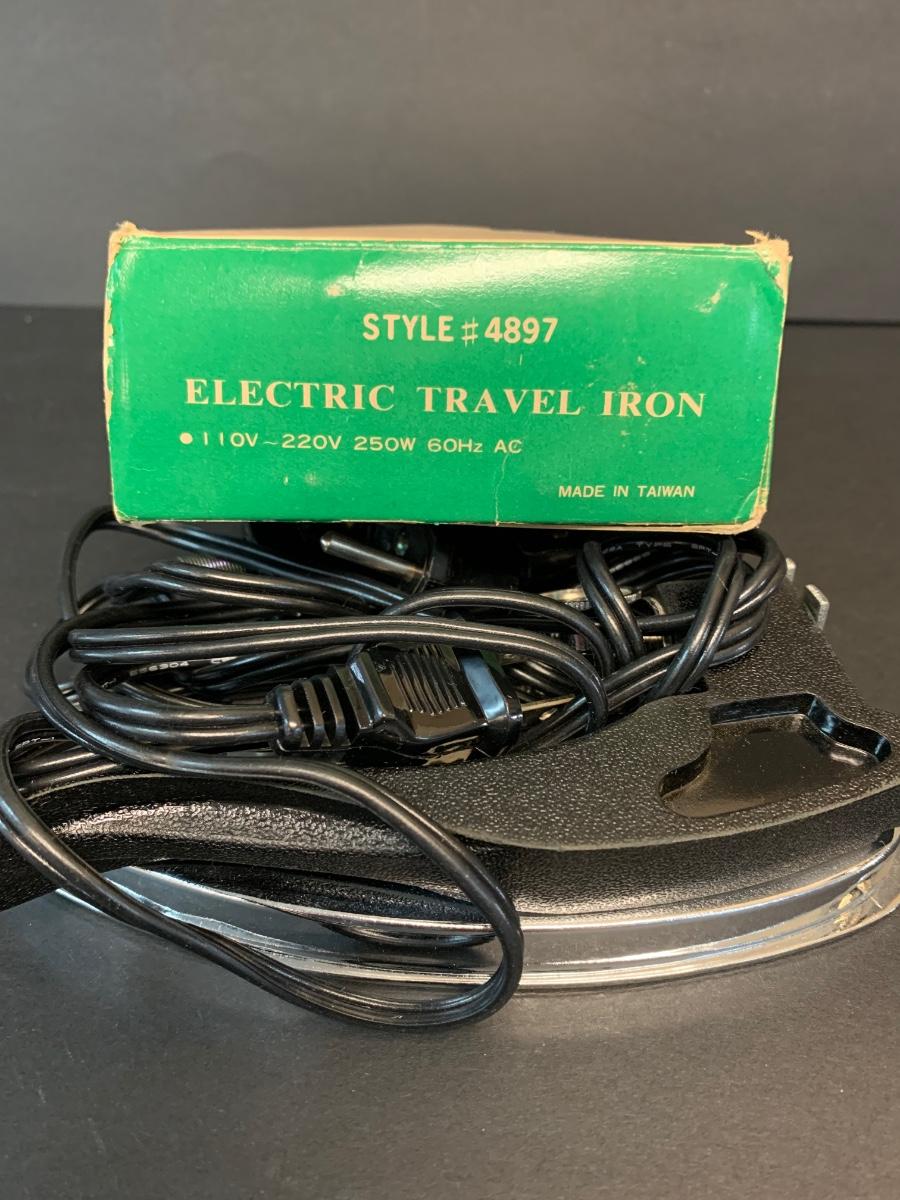 STYLE # 4897
ELECTRIC TRAVEL IRON
● 110V~220V 250W 60Hz AC
MADE IN TAIWAN